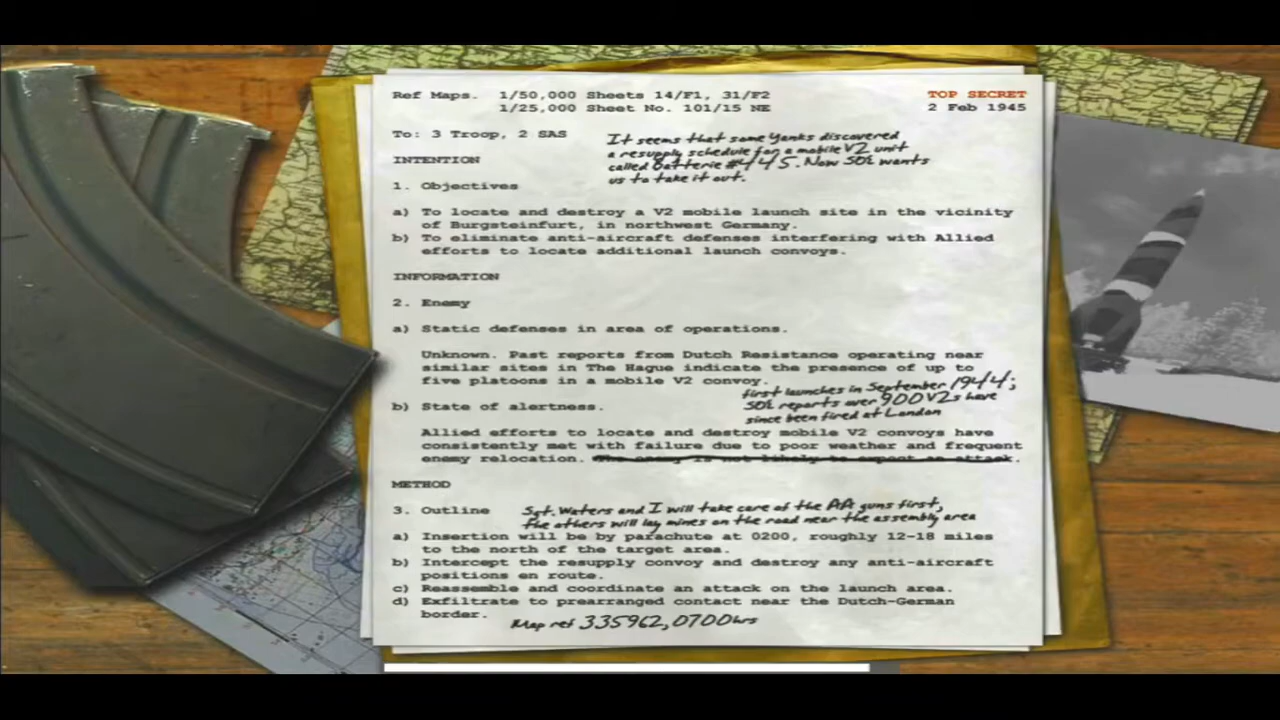 Ref Maps. 1/50,000 Sheets 14/F1, 31/F2
TOP SECRET
1/25,000 Sheet No. 101/15 NE
2 Feb 1945
To: 3 Troop, 2 SAS
It seems that some Yanks discovered
a resupply schedule for a mobile V2 unit
called Batterie #445. Now SOE wants
us to take it out.
INTENTION
1. Objectives
a) To locate and destroy a V2 mobile launch site in the vicinity
of Burgsteinfurt, in northwest Germany.
b) To eliminate anti-aircraft defenses interfering with Allied
efforts to locate additional launch convoys.
INFORMATION
2. Enemy
a) Static defenses in area of operations.
Unknown. Past reports from Dutch Resistance operating near
similar sites in The Hague indicate the presence of up to
five platoons in a mobile V2 convoy.
first launches in September 1944;
SOE reports over 900 V2s have
since been fired at London
b) State of alertness.
Allied efforts to locate and destroy mobile V2 convoys have
consistently met with failure due to poor weather and frequent
enemy relocation. The enemy is not likely to expect an attack.
METHOD
3. Outline
Sgt. Waters and I will take care of the AA guns first,
the others will lay mines on the road near the assembly area
a) Insertion will be by parachute at 0200, roughly 12-18 miles
to the north of the target area.
b) Intercept the resupply convoy and destroy any anti-aircraft
positions en route.
c) Reassemble and coordinate an attack on the launch area.
d) Exfiltrate to prearranged contact near the Dutch-German
border.
Map ref 335962, 0700hrs